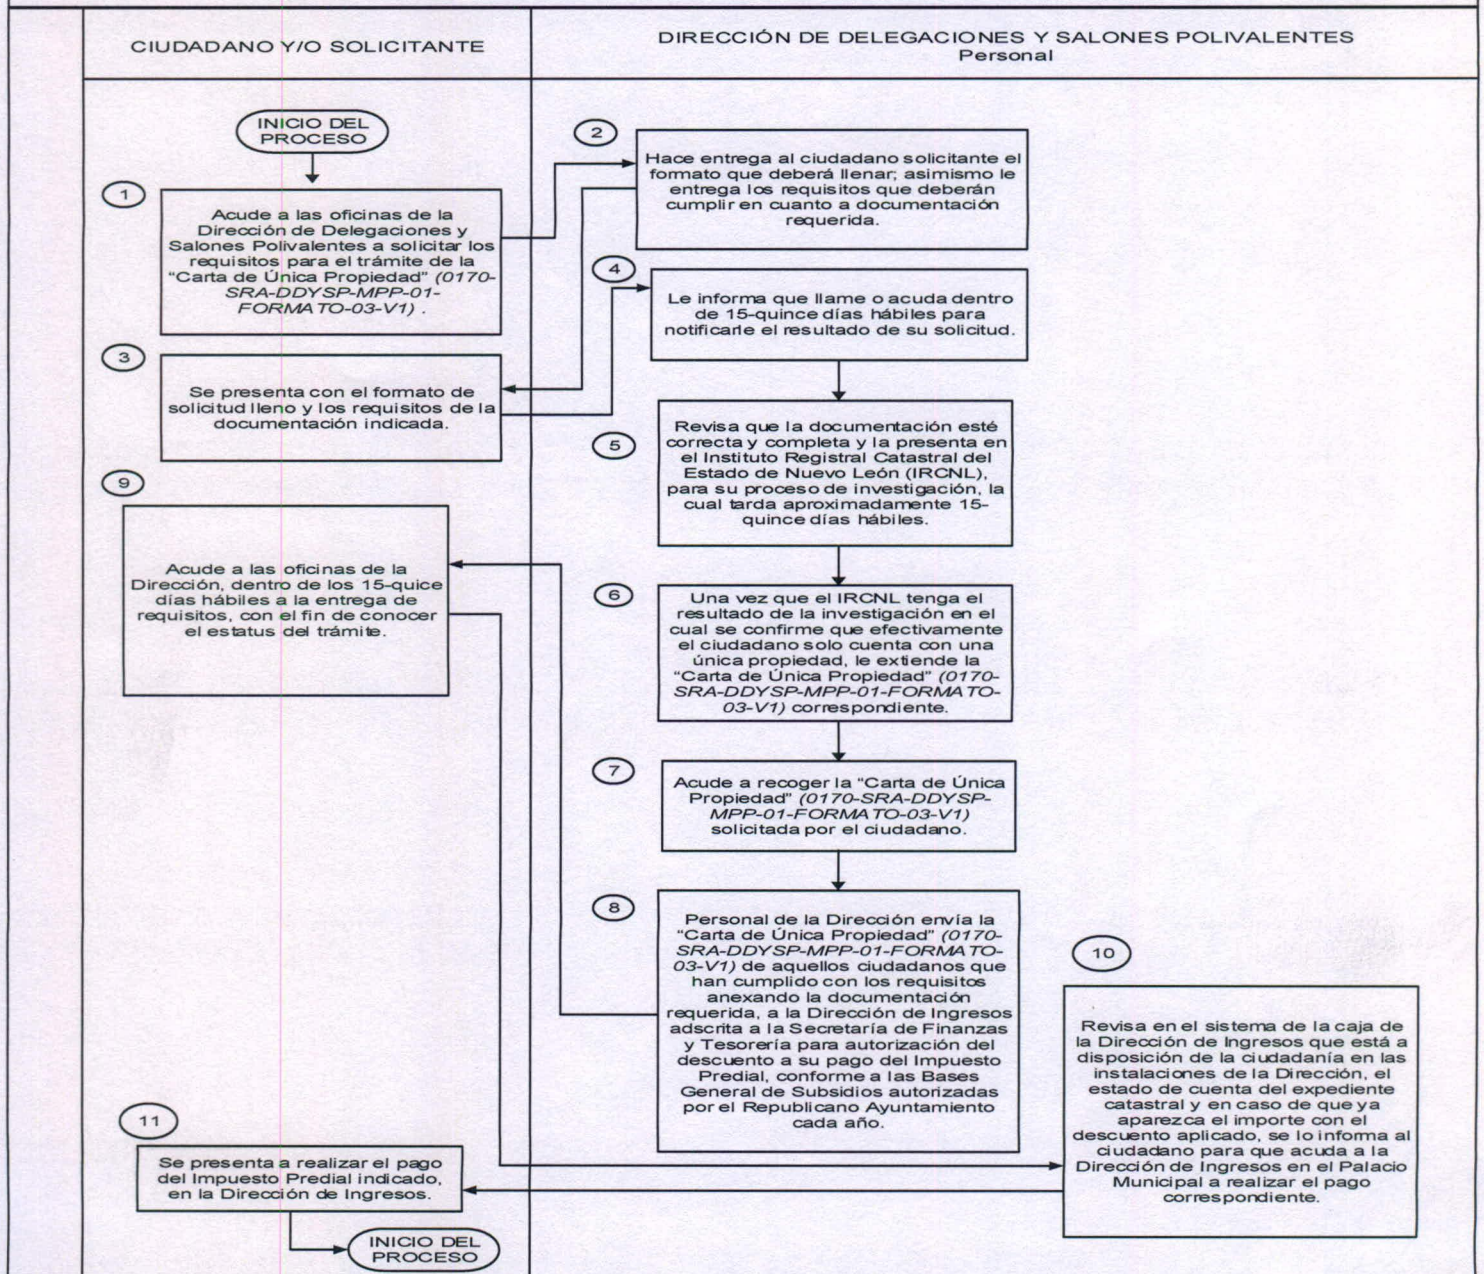 CIUDADANO Y/O SOLICITANTE
DIRECCIÓN DE DELEGACIONES Y SALONES POLIVALENTES
Personal
INICIO DEL
PROCESO
1
Acude a las oficinas de la
Dirección de Delegaciones y
Salones Polivalentes a solicitar los
requisitos para el trámite de la
“Carta de Única Propiedad” (0170-
SRA-DDYSP-MPP-01-
FORMATO-03-V1) .
2
Hace entrega al ciudadano solicitante el
formato que deberá llenar; asimismo le
entrega los requisitos que deberán
cumplir en cuanto a documentación
requerida.
3
Se presenta con el formato de
solicitud lleno y los requisitos de la
documentación indicada.
4
Le informa que llame o acuda dentro
de 15-quince días hábiles para
notificarle el resultado de su solicitud.
5
Revisa que la documentación esté
correcta y completa y la presenta en
el Instituto Registral Catastral del
Estado de Nuevo León (IRCNL),
para su proceso de investigación, la
cual tarda aproximadamente 15-
quince días hábiles.
6
Una vez que el IRCNL tenga el
resultado de la investigación en el
cual se confirme que efectivamente
el ciudadano solo cuenta con una
única propiedad, le extiende la
“Carta de Única Propiedad” (0170-
SRA-DDYSP-MPP-01-FORMATO-
03-V1) correspondiente.
7
Acude a recoger la “Carta de Única
Propiedad” (0170-SRA-DDYSP-
MPP-01-FORMATO-03-V1)
solicitada por el ciudadano.
8
Personal de la Dirección envía la
“Carta de Única Propiedad” (0170-
SRA-DDYSP-MPP-01-FORMATO-
03-V1) de aquellos ciudadanos que
han cumplido con los requisitos
anexando la documentación
requerida, a la Dirección de Ingresos
adscrita a la Secretaría de Finanzas
y Tesorería para autorización del
descuento a su pago del Impuesto
Predial, conforme a las Bases
General de Subsidios autorizadas
por el Republicano Ayuntamiento
cada año.
9
Acude a las oficinas de la
Dirección, dentro de los 15-quice
días hábiles a la entrega de
requisitos, con el fin de conocer
el estatus del trámite.
10
Revisa en el sistema de la caja de
la Dirección de Ingresos que está a
disposición de la ciudadanía en las
instalaciones de la Dirección, el
estado de cuenta del expediente
catastral y en caso de que ya
aparezca el importe con el
descuento aplicado, se lo informa al
ciudadano para que acuda a la
Dirección de Ingresos en el Palacio
Municipal a realizar el pago
correspondiente.
11
Se presenta a realizar el pago
del Impuesto Predial indicado,
en la Dirección de Ingresos.
INICIO DEL
PROCESO